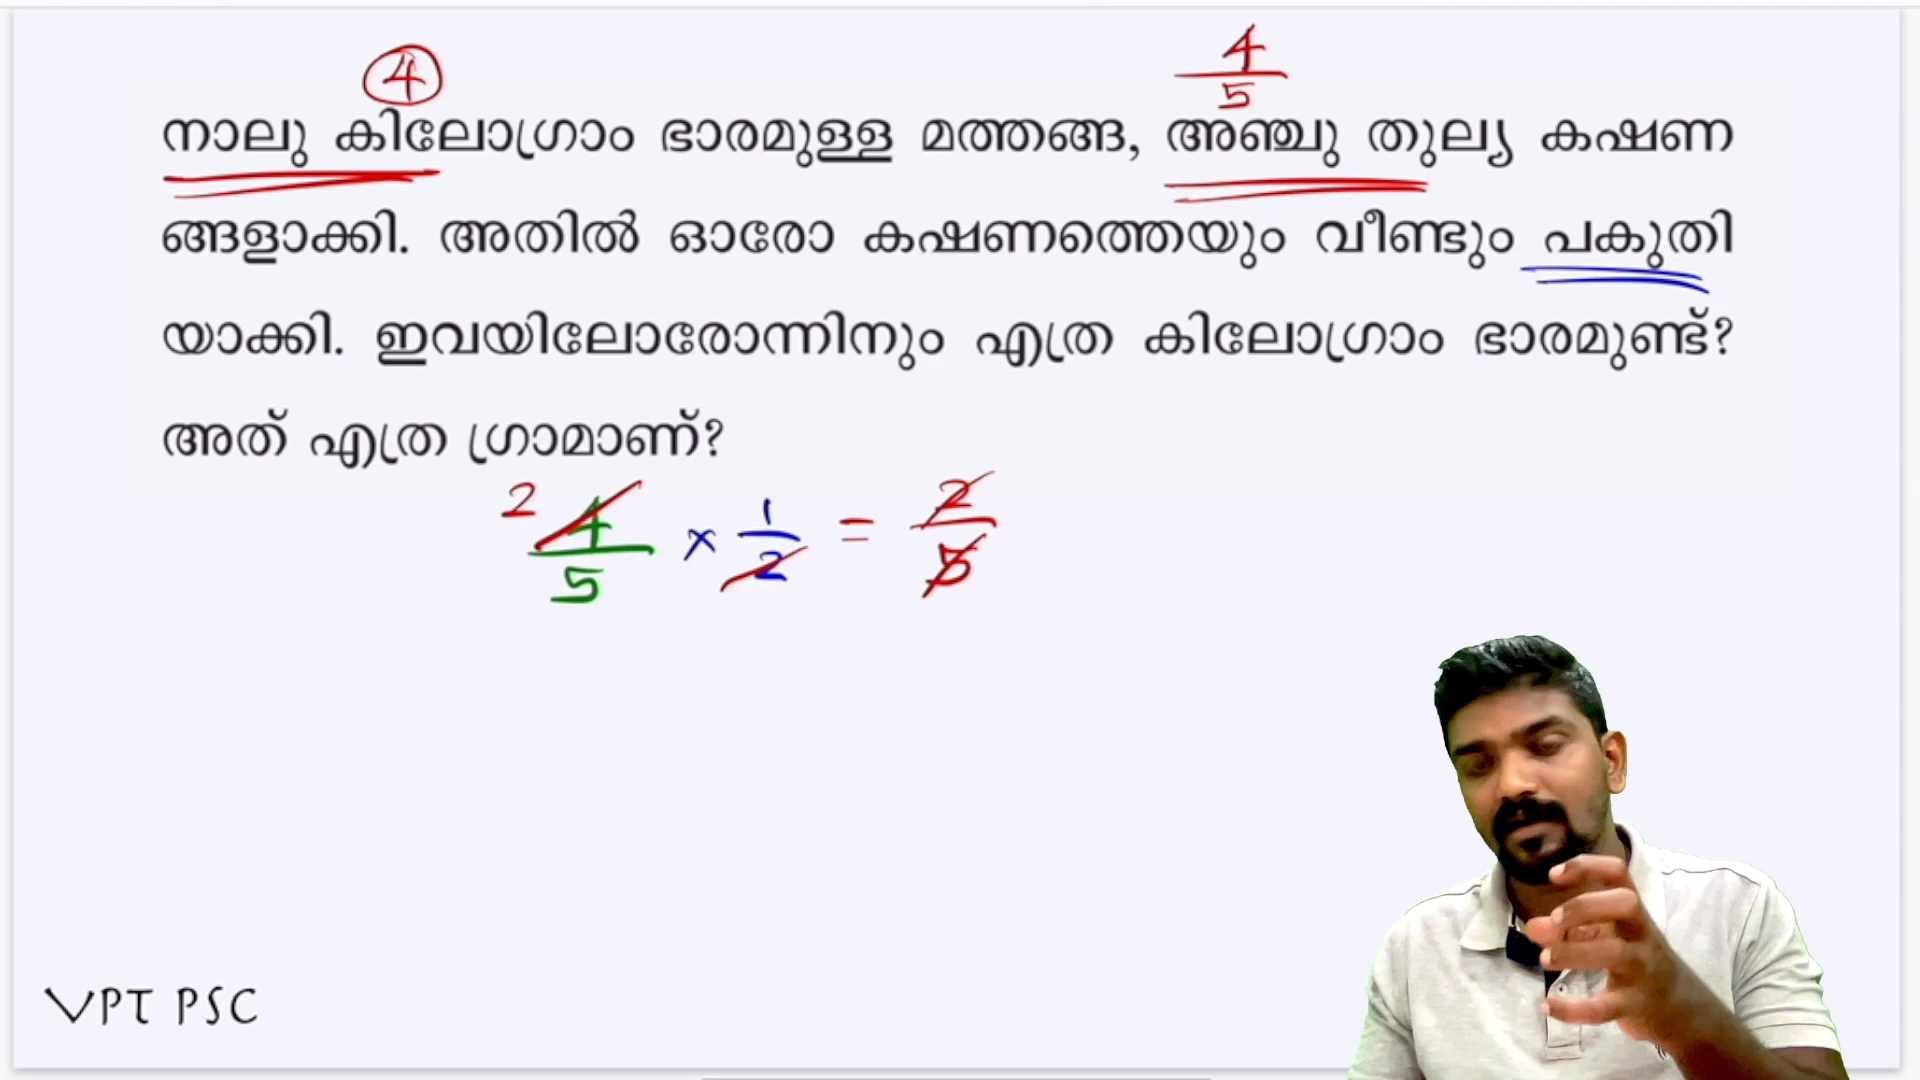 4
4
5
നാലു കിലോഗ്രാം ഭാരമുള്ള മത്തങ്ങ, അഞ്ചു തുല്യ കഷണ
ങ്ങളാക്കി. അതിൽ ഓരോ കഷണത്തെയും വീണ്ടും പകുതി
യാക്കി. ഇവയിലോരോന്നിനും എത്ര കിലോഗ്രാം ഭാരമുണ്ട്?
അത് എത്ര ഗ്രാമാണ്?
2 4/5 × 1/2 = 2/5
VPT PSC